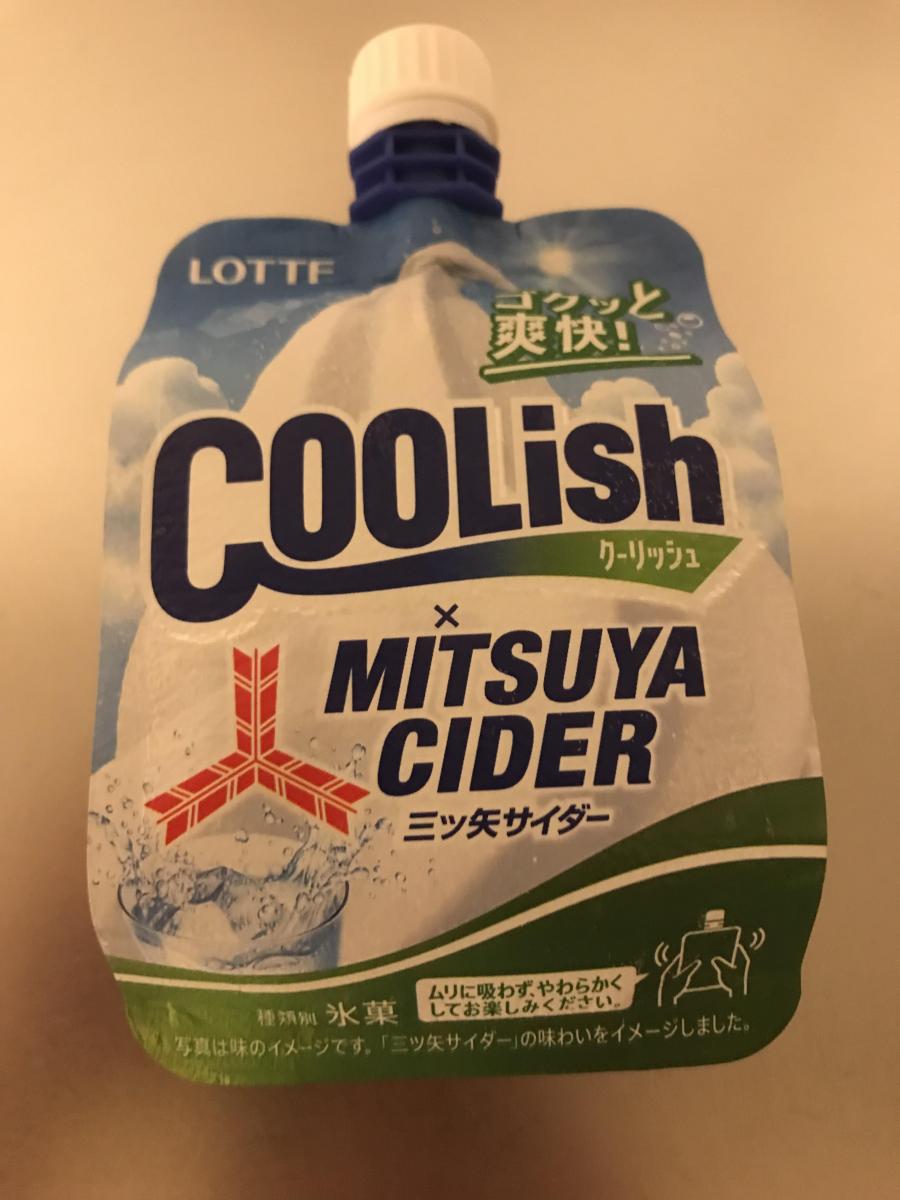 LOTTE
ゴクッと
爽快!
COOLish
クーリッシュ
×
MITSUYA
CIDER
三ツ矢サイダー
ムリに吸わず、やわらかく
してお楽しみください。
種類別 氷菓
写真は味のイメージです。「三ツ矢サイダー」の味わいをイメージしました。